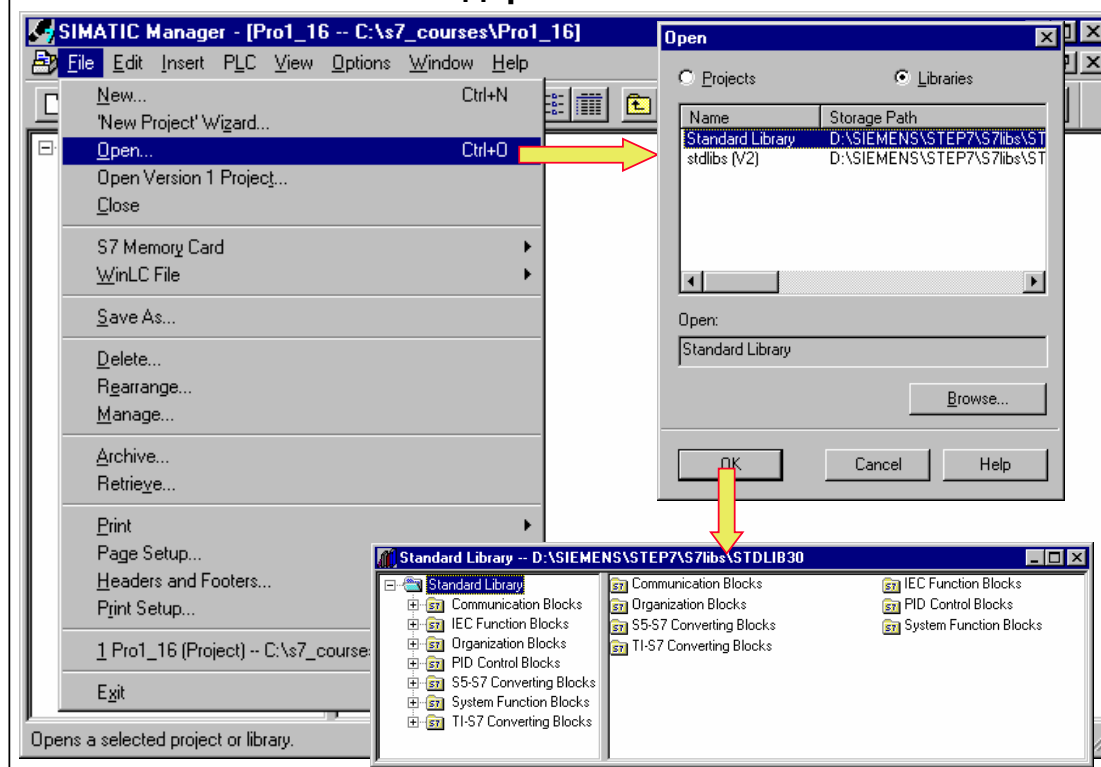 SIMATIC Manager - [Pro1_16 -- C:\s7_courses\Pro1_16]
File Edit Insert PLC View Options Window Help
New... Ctrl+N
'New Project' Wizard...
Open... Ctrl+O
Open Version 1 Project...
Close
S7 Memory Card
WinLC File
Save As...
Delete...
Rearrange...
Manage...
Archive...
Retrieve...
Print
Page Setup...
Headers and Footers...
Print Setup...
1 Pro1_16 (Project) -- C:\s7_course
Exit
Opens a selected project or library.
Open
Projects Libraries
Name Storage Path
Standard Library D:\SIEMENS\STEP7\S7libs\ST
stdlibs (V2) D:\SIEMENS\STEP7\S7libs\ST
Open:
Standard Library
Browse...
OK Cancel Help
Standard Library -- D:\SIEMENS\STEP7\S7libs\STDLIB30
Standard Library
Communication Blocks
IEC Function Blocks
Organization Blocks
PID Control Blocks
S5-S7 Converting Blocks
System Function Blocks
TI-S7 Converting Blocks
Communication Blocks IEC Function Blocks
Organization Blocks PID Control Blocks
S5-S7 Converting Blocks System Function Blocks
TI-S7 Converting Blocks